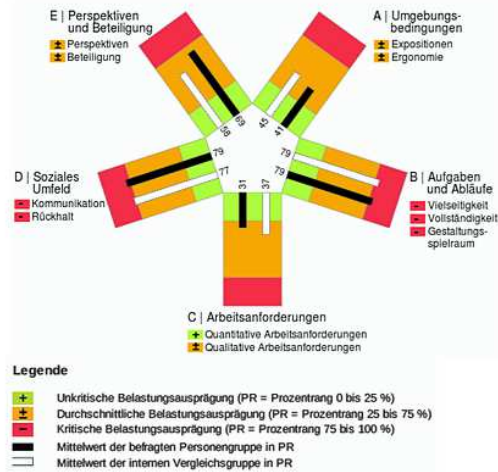 E | Perspektiven
und Beteiligung
± Perspektiven
± Beteiligung
A | Umgebungs-
bedingungen
± Expositionen
± Ergonomie
58 69
45 41
D | Soziales
Umfeld
- Kommunikation
- Rückhalt
79
77
79
79
B | Aufgaben
und Abläufe
- Vielseitigkeit
- Vollständigkeit
- Gestaltungs-
spielraum
31 37
C | Arbeitsanforderungen
+ Quantitative Arbeitsanforderungen
± Qualitative Arbeitsanforderungen
Legende
+ Unkritische Belastungsausprägung (PR = Prozentrang 0 bis 25 %)
± Durchschnittliche Belastungsausprägung (PR = Prozentrang 25 bis 75 %)
- Kritische Belastungsausprägung (PR = Prozentrang 75 bis 100 %)
Mittelwert der befragten Personengruppe in PR
Mittelwert der internen Vergleichsgruppe in PR